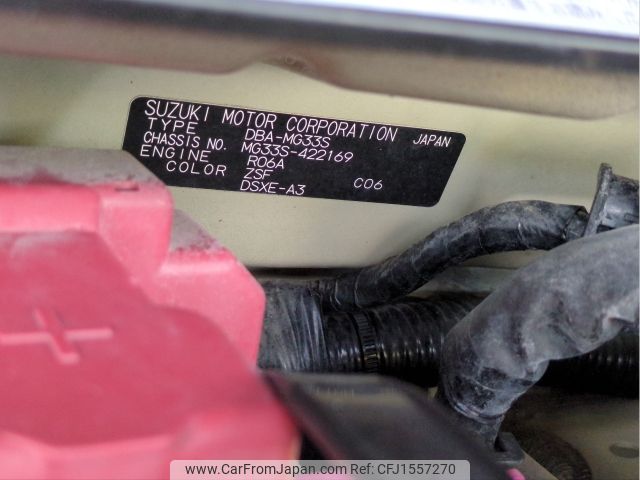 SUZUKI MOTOR CORPORATION JAPAN
TYPE DBA-MG33S
CHASSIS NO. MG33S-422169
ENGINE R06A
COLOR ZSF
DSXE-A3 C06
www.CarFromJapan.com - CFJ1557270